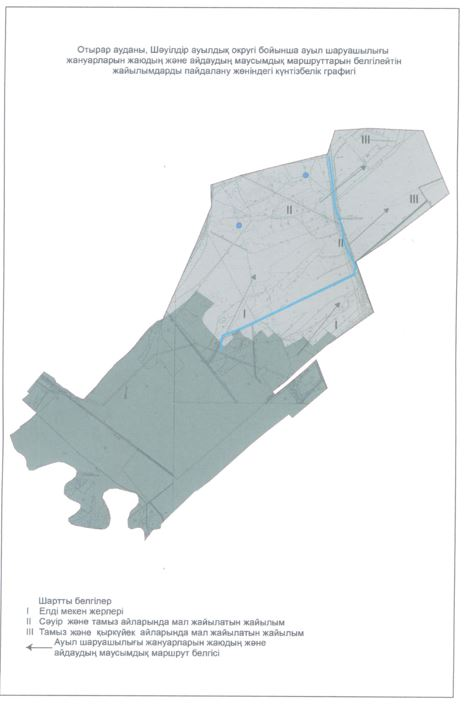 Отырар ауданы, Шәуілдір ауылдық округі бойынша ауыл шаруашылығы
жануарларын жаюдың және айдаудың маусымдық маршруттарын белгілейтін
жайылымдарды пайдалану жөніндегі күнтізбелік графигі
III
III
II
II
I
I
Шартты белгілер
I Елді мекен жерлері
II Сәуір және тамыз айларында мал жайылатын жайылым
III Тамыз және қыркүйек айларында мал жайылатын жайылым
Ауыл шаруашылығы жануарларын жаюдың және
айдаудың маусымдық маршрут белгісі